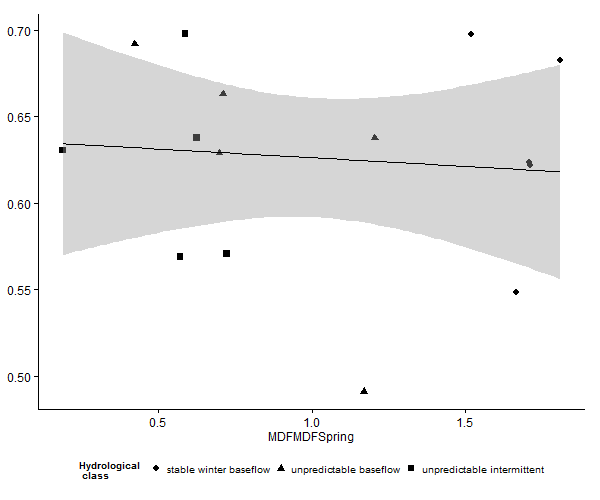 0.70
0.65
0.60
0.55
0.50
0.5 1.0 1.5
MDFMDFSpring
Hydrological
class
stable winter baseflow unpredictable baseflow unpredictable intermittent